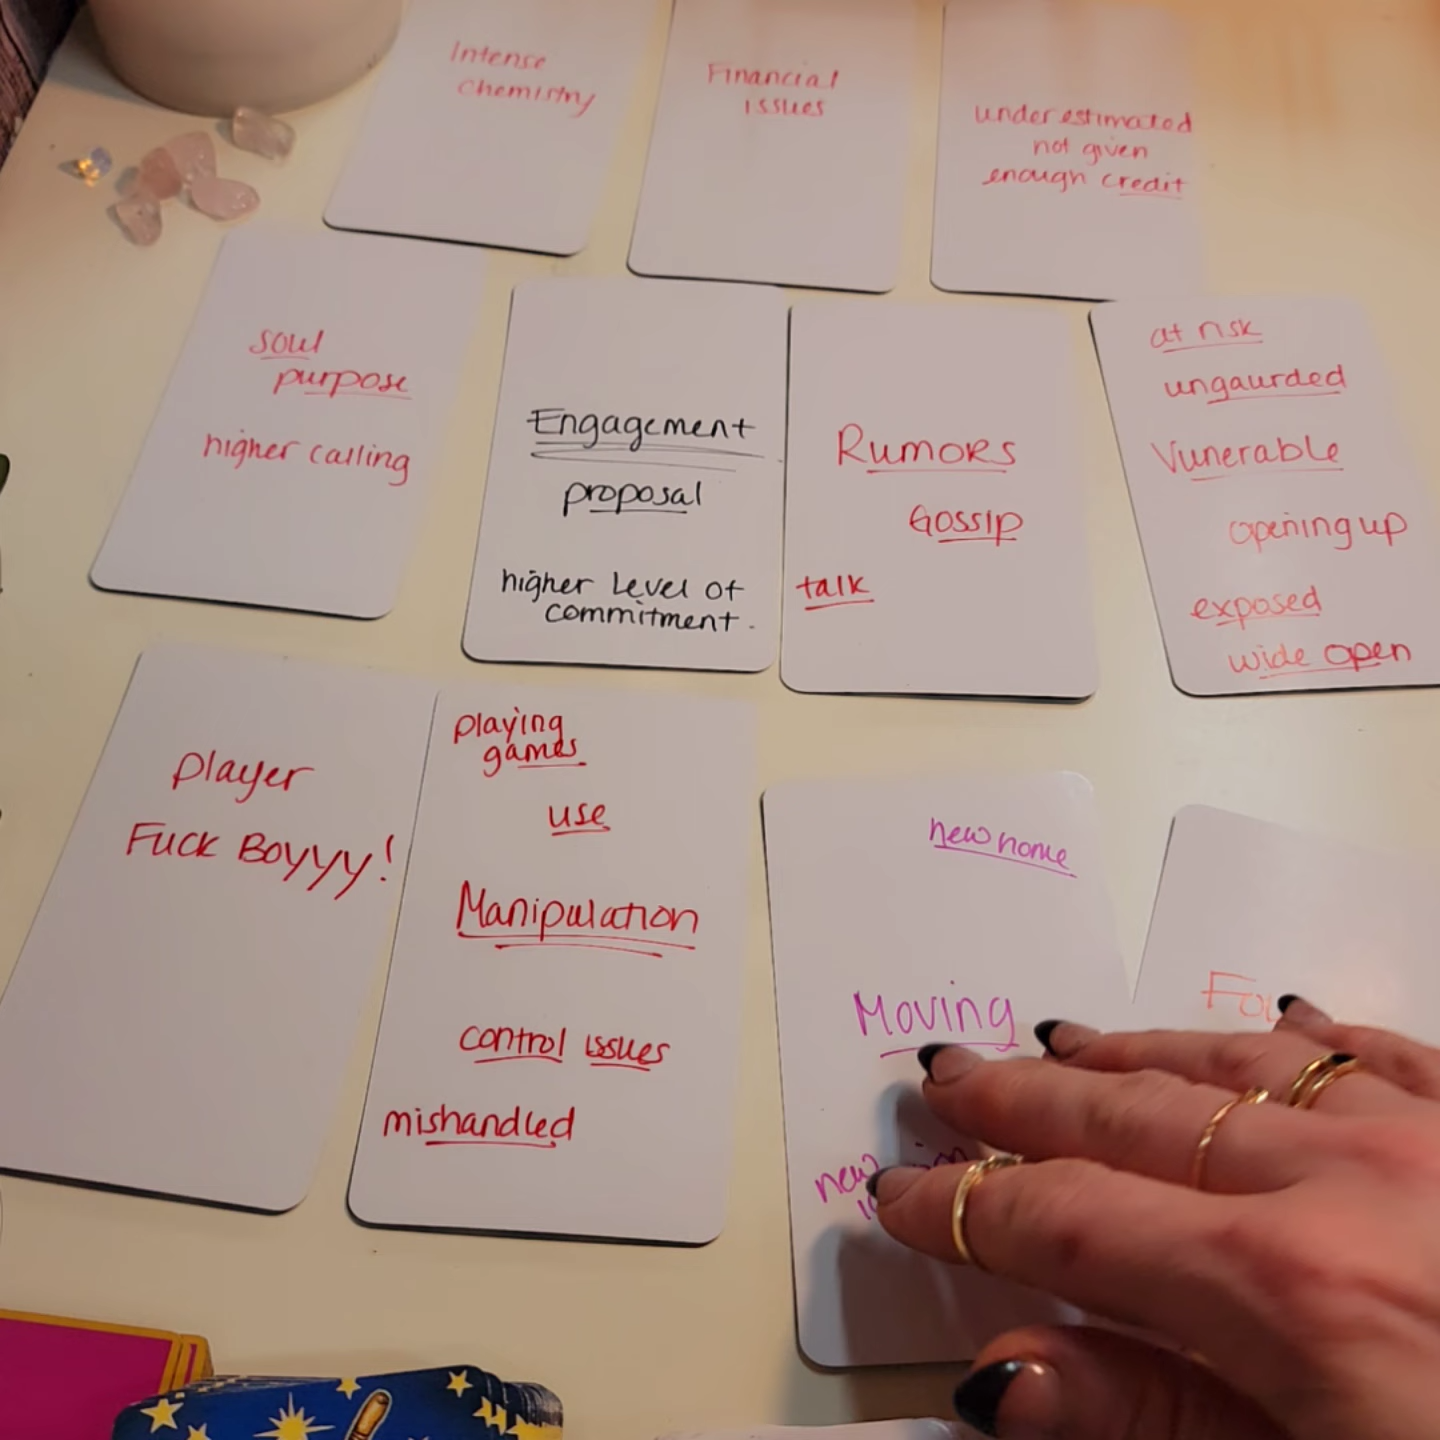 Intense
chemistry
Financial
issues
underestimated
not given
enough credit
soul
purpose
higher calling
Engagement
proposal
higher level of
commitment.
Rumors
Gossip
talk
at risk
ungaurded
Vunerable
opening up
exposed
wide open
player
Fuck Boyyy!
playing
games
use
Manipulation
control issues
mishandled
new home
Moving
new